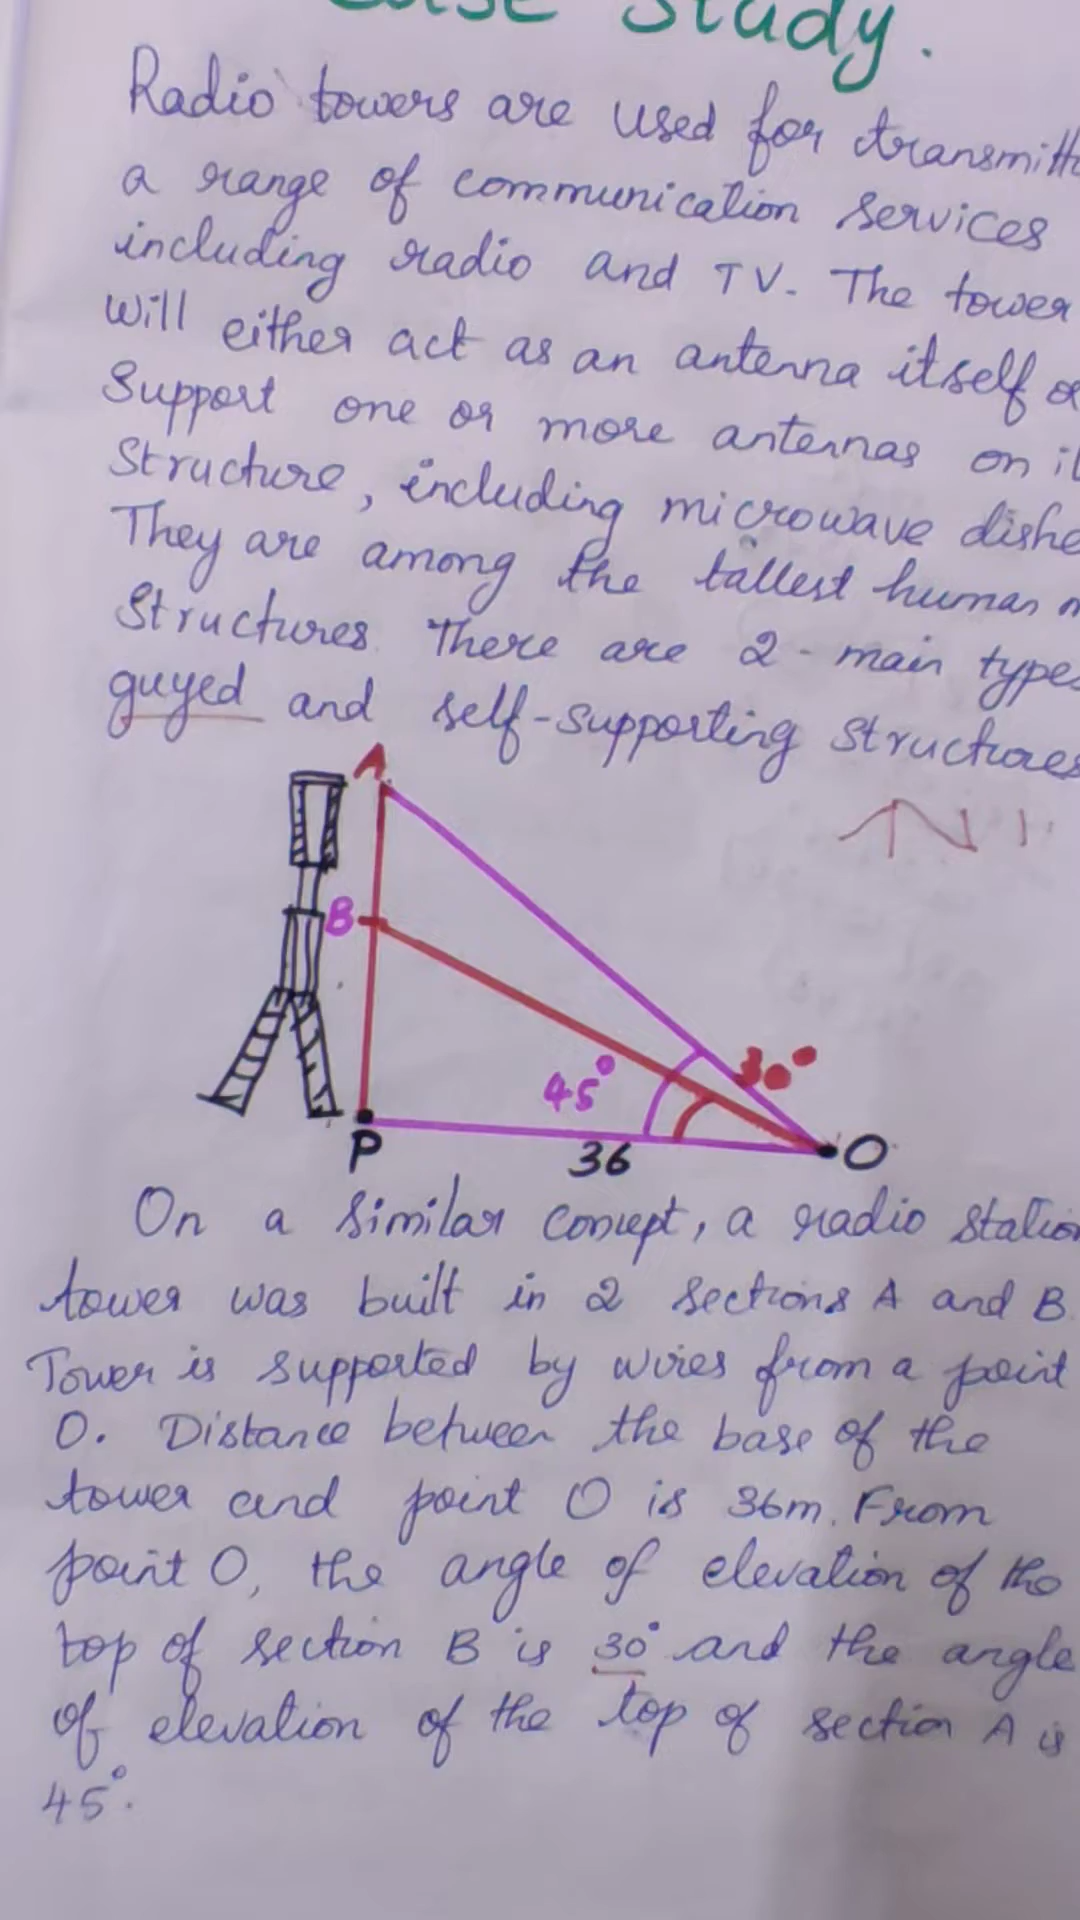 Study.
Radio towers are used for
a range of communication services
including radio and TV. The tower
will either act as an antenna itself
Support one or more antennas on
Structure, including microwave
They are among the tallest human
Structures. There are 2 - main
guyed and self-supporting
A
B
45°
30°
P
36
O
On a similar concept, a radio
tower was built in 2 sections A and B.
Tower is supported by wires from a point
O. Distance between the base of the
tower and point O is 36m. From
point O, the angle of elevation of the
top of section B is 30° and the angle
of elevation of the top of section A is
45°.